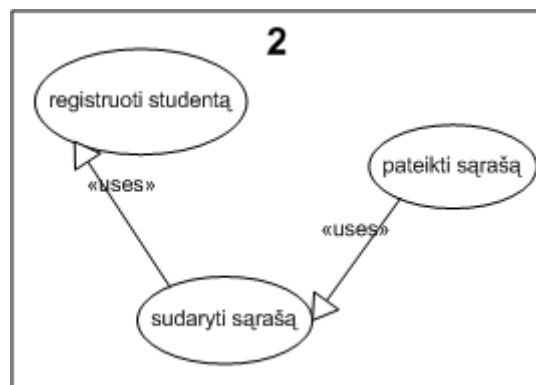 2
registruoti studentą
pateikti sąrašą
«uses»
«uses»
sudaryti sąrašą